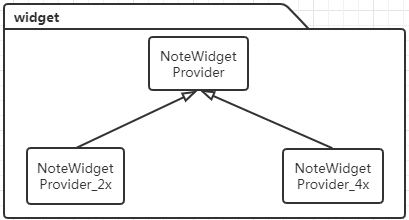 widget
NoteWidget
Provider
NoteWidget
Provider_2x
NoteWidget
Provider_4x